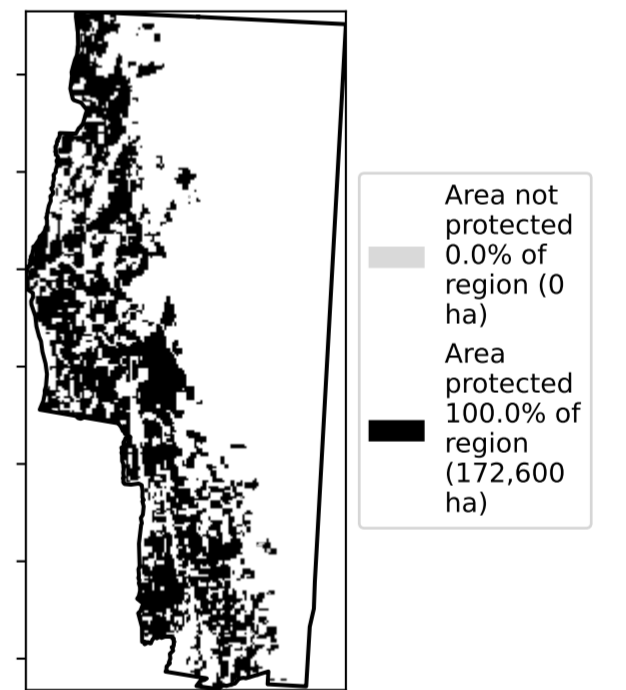 Area not
protected
0.0% of
region (0
ha)
Area
protected
100.0% of
region
(172,600
ha)